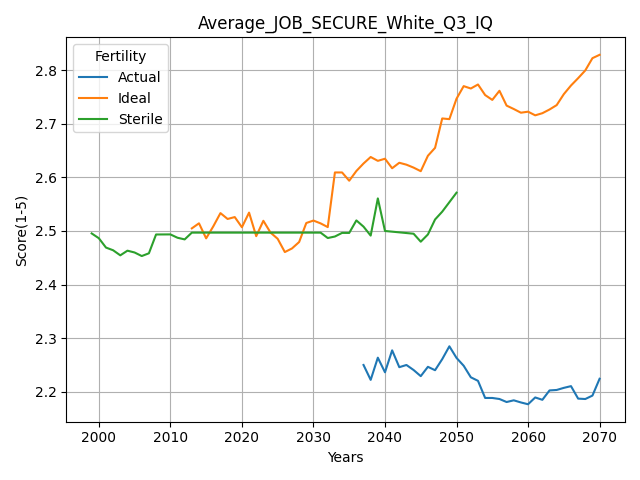 Average_JOB_SECURE_White_Q3_IQ
Fertility
Actual
Ideal
Sterile
Score(1-5)
2.8
2.7
2.6
2.5
2.4
2.3
2.2
2000
2010
2020
2030
2040
2050
2060
2070
Years